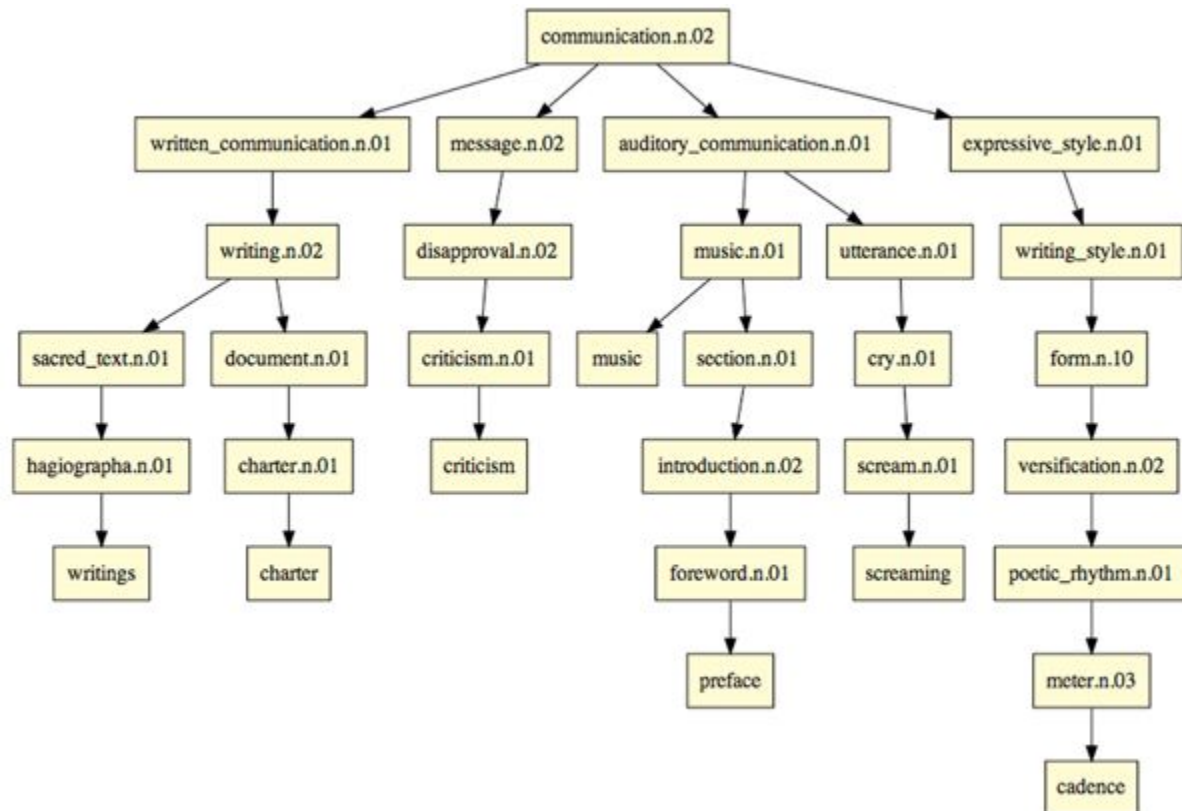 communication.n.02
written_communication.n.01
message.n.02
auditory_communication.n.01
expressive_style.n.01
writing.n.02
disapproval.n.02
music.n.01
utterance.n.01
writing_style.n.01
sacred_text.n.01
document.n.01
criticism.n.01
music
section.n.01
cry.n.01
form.n.10
hagiographa.n.01
charter.n.01
criticism
introduction.n.02
scream.n.01
versification.n.02
writings
charter
foreword.n.01
screaming
poetic_rhythm.n.01
preface
meter.n.03
cadence